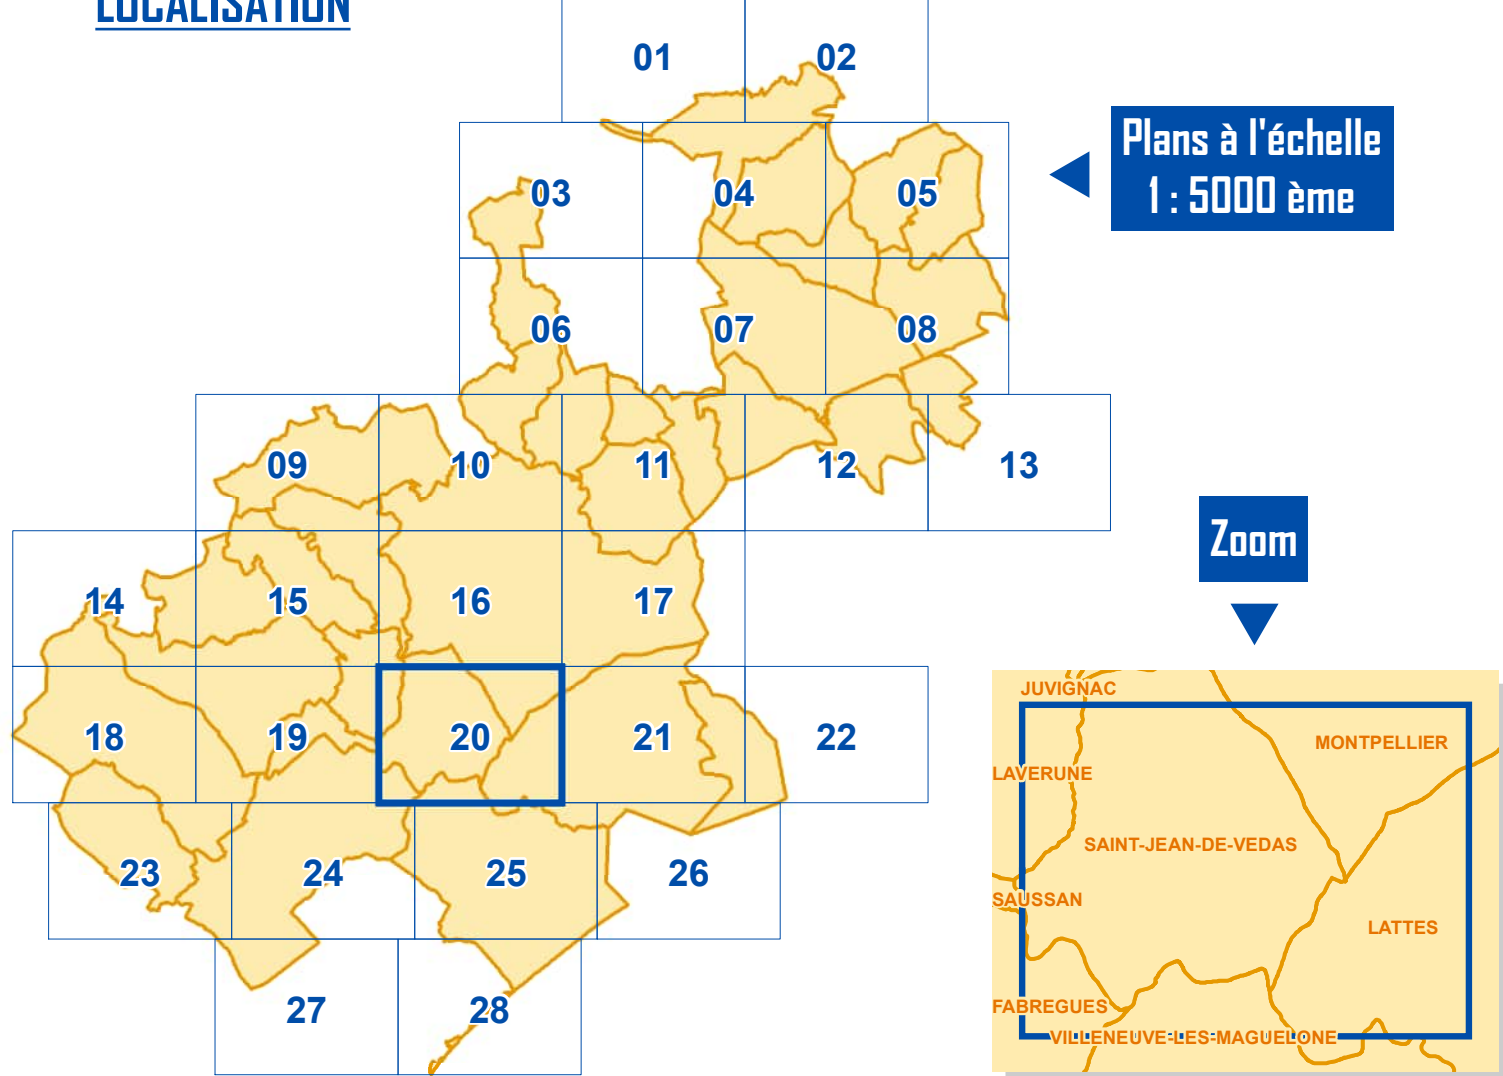 LOCALISATION
01
02
Plans à l'échelle
1 : 5000 ème
03
04
05
06
07
08
09
10
11
12
13
Zoom
14
15
16
17
18
19
20
21
22
JUVIGNAC
MONTPELLIER
LAVERUNE
SAINT-JEAN-DE-VEDAS
SAUSSAN
LATTES
FABREGUES
VILLENEUVE-LES-MAGUELONE
23
24
25
26
27
28